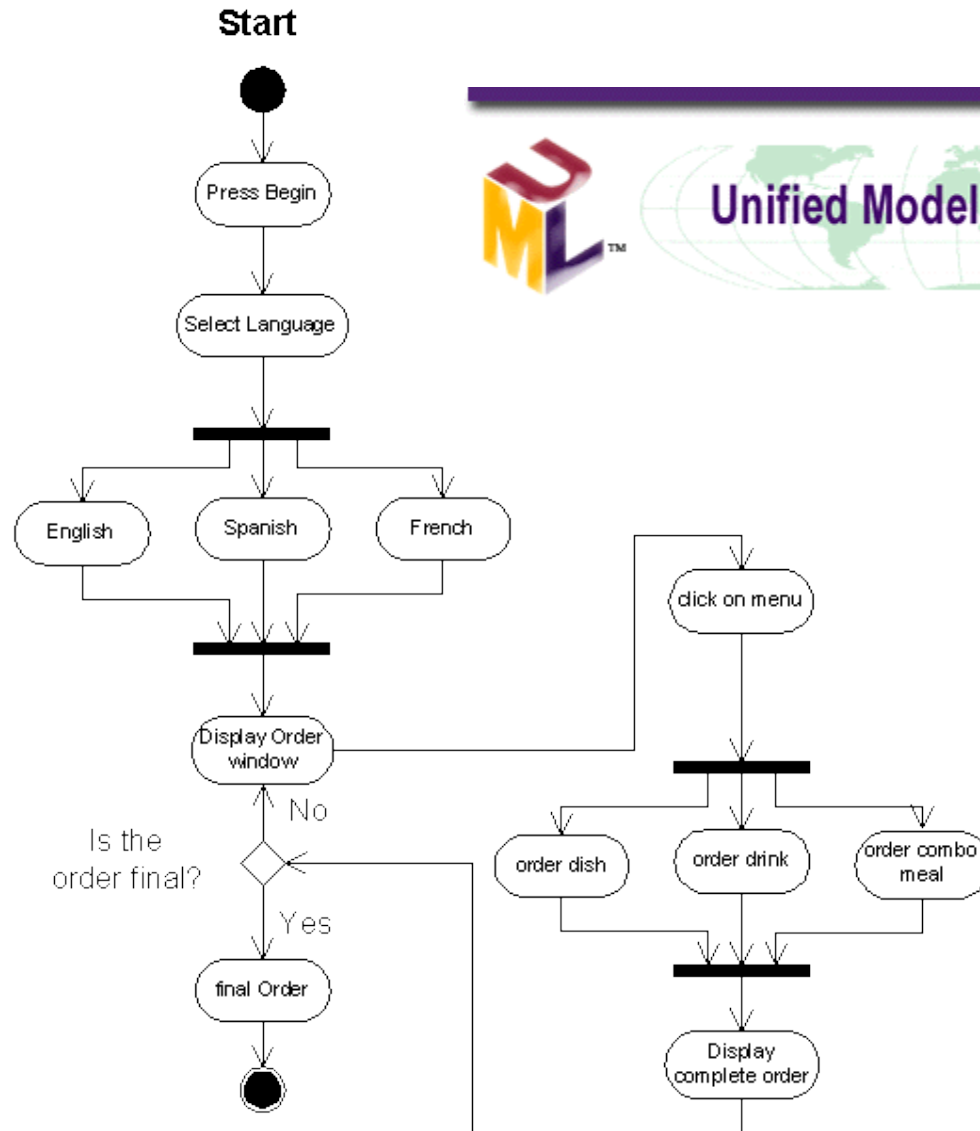 Start
Press Begin
UML™
Unified Model
Select Language
English
Spanish
French
click on menu
Display Order
window
No
Is the
order final?
Yes
order dish
order drink
order combo
meal
final Order
Display
complete order